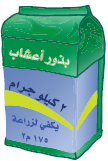 بذور أعشاب
٢ كيلو جرام
يكفي لزراعة
١٧٥ م٢